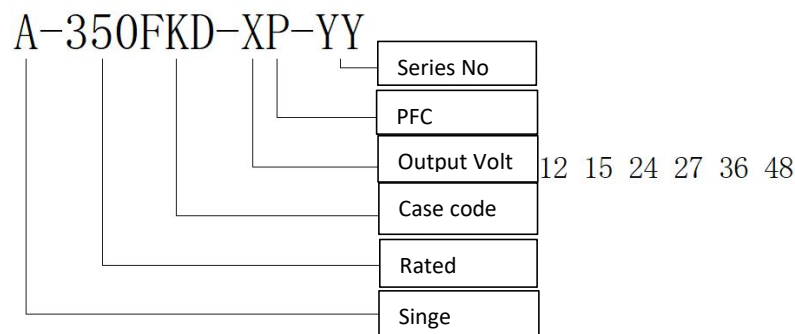 A-350FKD-XP-YY
Series No
PFC
Output Volt 12 15 24 27 36 48
Case code
Rated
Singe